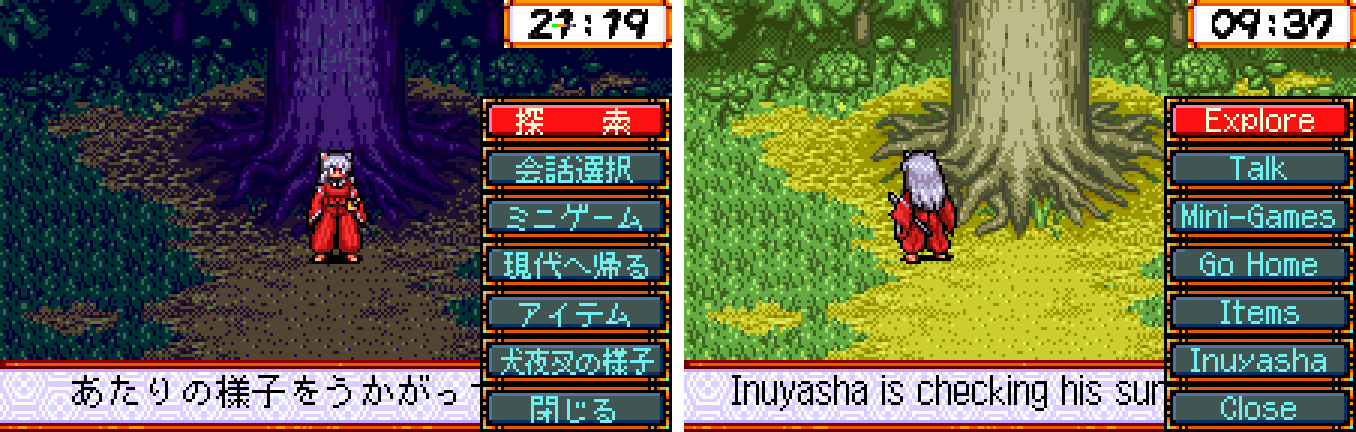 21:19
探 索
会話選択
ミニゲーム
現代へ帰る
アイテム
犬夜叉の様子
閉じる
あたりの様子をうかがっ
09:37
Explore
Talk
Mini-Games
Go Home
Items
Inuyasha
Close
Inuyasha is checking his sur